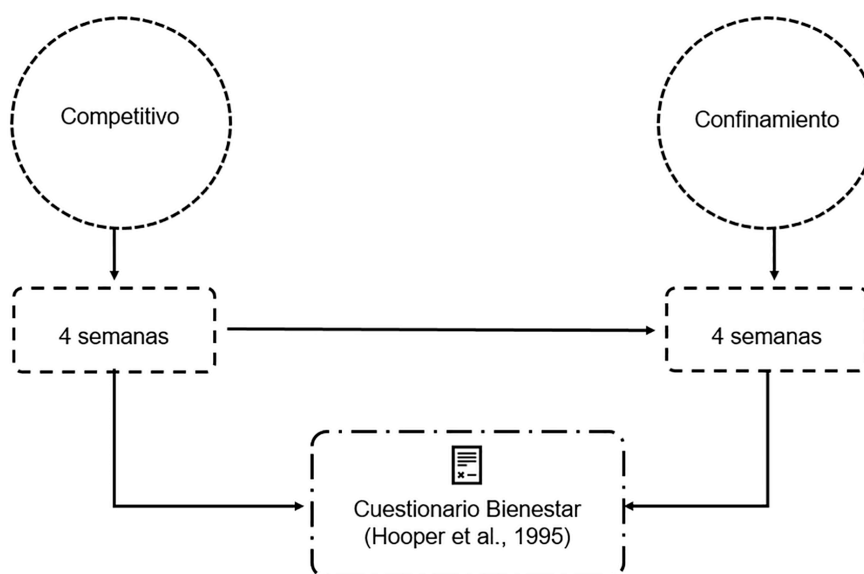 Competitivo
Confinamiento
4 semanas
4 semanas
Cuestionario Bienestar
(Hooper et al., 1995)